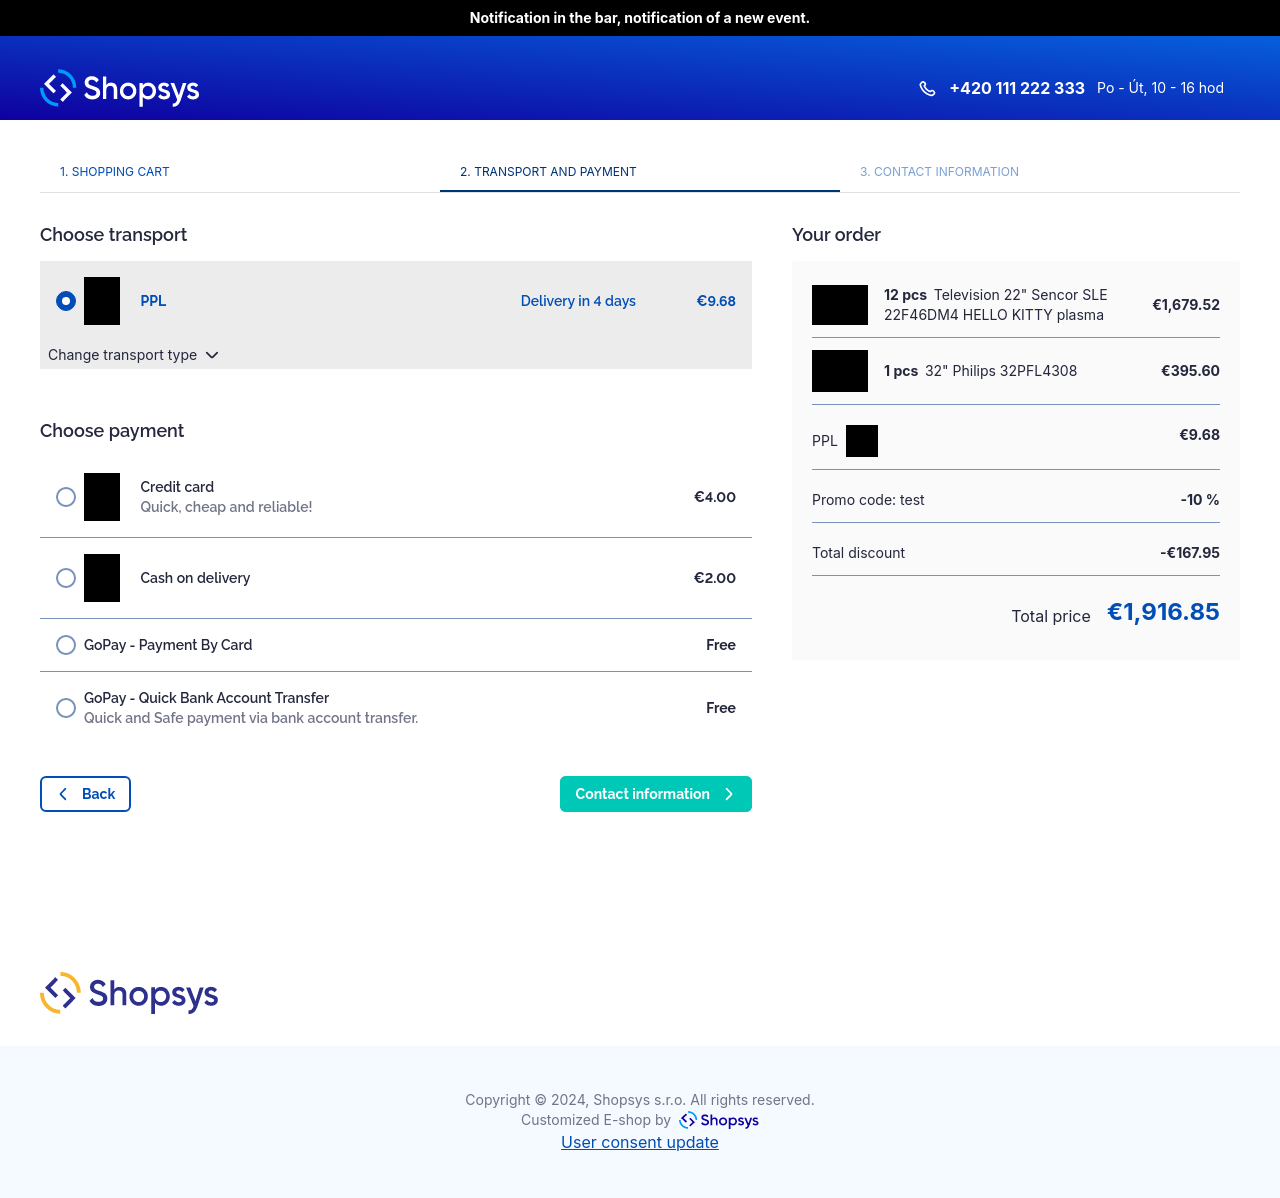 Notification in the bar, notification of a new event.
Shopsys
+420 111 222 333 Po - Út, 10 - 16 hod
1. SHOPPING CART
2. TRANSPORT AND PAYMENT
3. CONTACT INFORMATION
Choose transport
PPL Delivery in 4 days €9.68
Change transport type
Choose payment
Credit card €4.00
Quick, cheap and reliable!
Cash on delivery €2.00
GoPay - Payment By Card Free
GoPay - Quick Bank Account Transfer Free
Quick and Safe payment via bank account transfer.
Back
Contact information
Your order
12 pcs Television 22" Sencor SLE
22F46DM4 HELLO KITTY plasma €1,679.52
1 pcs 32" Philips 32PFL4308 €395.60
PPL €9.68
Promo code: test -10 %
Total discount -€167.95
Total price €1,916.85
Shopsys
Copyright © 2024, Shopsys s.r.o. All rights reserved.
Customized E-shop by Shopsys
User consent update